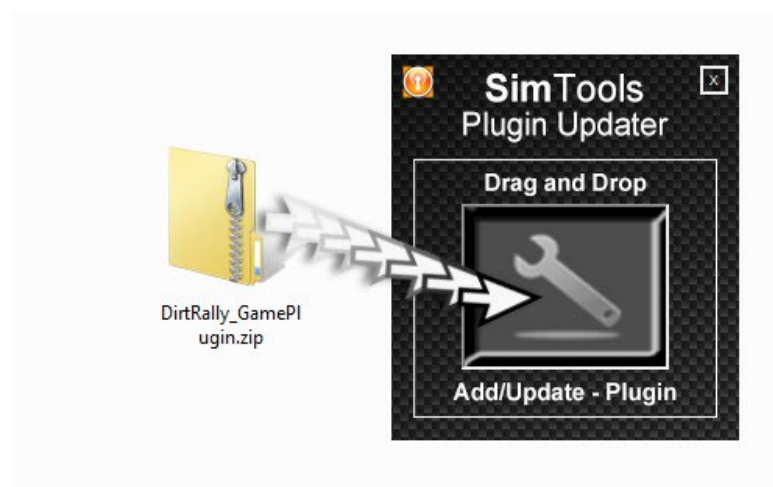 SimTools
X
Plugin Updater
Drag and Drop
DirtRally_GamePl
ugin.zip
Add/Update - Plugin